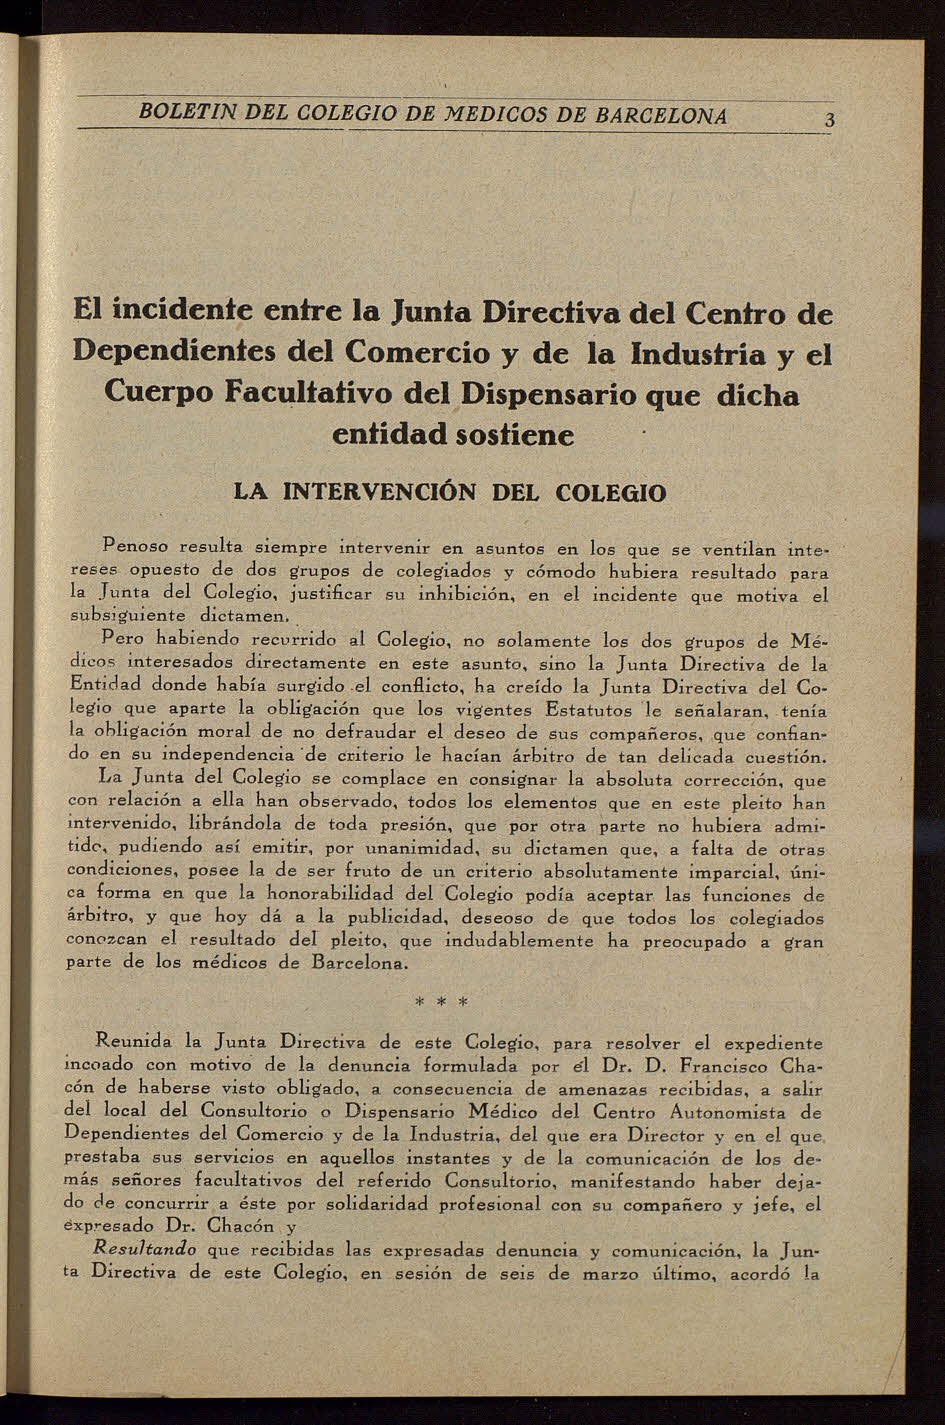 BOLETIN DEL COLEGIO DE MEDICOS DE BARCELONA 3
El incidente entre la Junta Directiva del Centro de
Dependientes del Comercio y de la Industria y el
Cuerpo Facultativo del Dispensario que dicha
entidad sostiene
LA INTERVENCIÓN DEL COLEGIO
Penoso resulta siempre intervenir en asuntos en los que se ventilan inte-
reses opuesto de dos grupos de colegiados y cómodo hubiera resultado para
la Junta del Colegio, justificar su inhibición, en el incidente que motiva el
subsiguiente dictamen.
Pero habiendo recurrido al Colegio, no solamente los dos grupos de Mé-
dicos interesados directamente en este asunto, sino la Junta Directiva de la
Entidad donde había surgido el conflicto, ha creído la Junta Directiva del Co-
legio que aparte la obligación que los vigentes Estatutos le señalaran, tenía
la obligación moral de no defraudar el deseo de sus compañeros, que confian-
do en su independencia de criterio le hacían árbitro de tan delicada cuestión.
La Junta del Colegio se complace en consignar la absoluta corrección, que
con relación a ella han observado, todos los elementos que en este pleito han
intervenido, librándola de toda presión, que por otra parte no hubiera admi-
tido, pudiendo así emitir, por unanimidad, su dictamen que, a falta de otras
condiciones, posee la de ser fruto de un criterio absolutamente imparcial, úni-
ca forma en que la honorabilidad del Colegio podía aceptar las funciones de
árbitro, y que hoy dá a la publicidad, deseoso de que todos los colegiados
conozcan el resultado del pleito, que indudablemente ha preocupado a gran
parte de los médicos de Barcelona.
* * *
Reunida la Junta Directiva de este Colegio, para resolver el expediente
incoado con motivo de la denuncia formulada por el Dr. D. Francisco Cha-
cón de haberse visto obligado, a consecuencia de amenazas recibidas, a salir
del local del Consultorio o Dispensario Médico del Centro Autonomista de
Dependientes del Comercio y de la Industria, del que era Director y en el que
prestaba sus servicios en aquellos instantes y de la comunicación de los de-
más señores facultativos del referido Consultorio, manifestando haber deja-
do de concurrir a éste por solidaridad profesional con su compañero y jefe, el
expresado Dr. Chacón y
Resultando que recibidas las expresadas denuncia y comunicación, la Jun-
ta Directiva de este Colegio, en sesión de seis de marzo último, acordó la